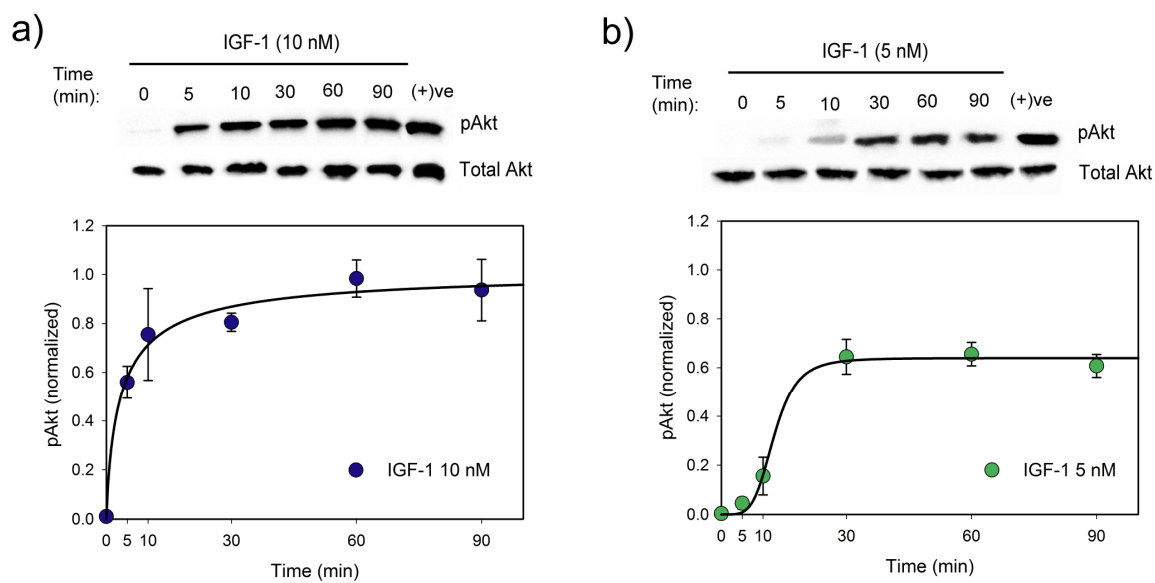 a)
IGF-1 (10 nM)
Time
(min):
0 5 10 30 60 90 (+)ve
pAkt
Total Akt
1.2
1.0
0.8
0.6
0.4
0.2
0.0
pAkt (normalized)
IGF-1 10 nM
0 5 10 30 60 90
Time (min)
b)
IGF-1 (5 nM)
Time
(min):
0 5 10 30 60 90 (+)ve
pAkt
Total Akt
1.2
1.0
0.8
0.6
0.4
0.2
0.0
pAkt (normalized)
IGF-1 5 nM
0 5 10 30 60 90
Time (min)